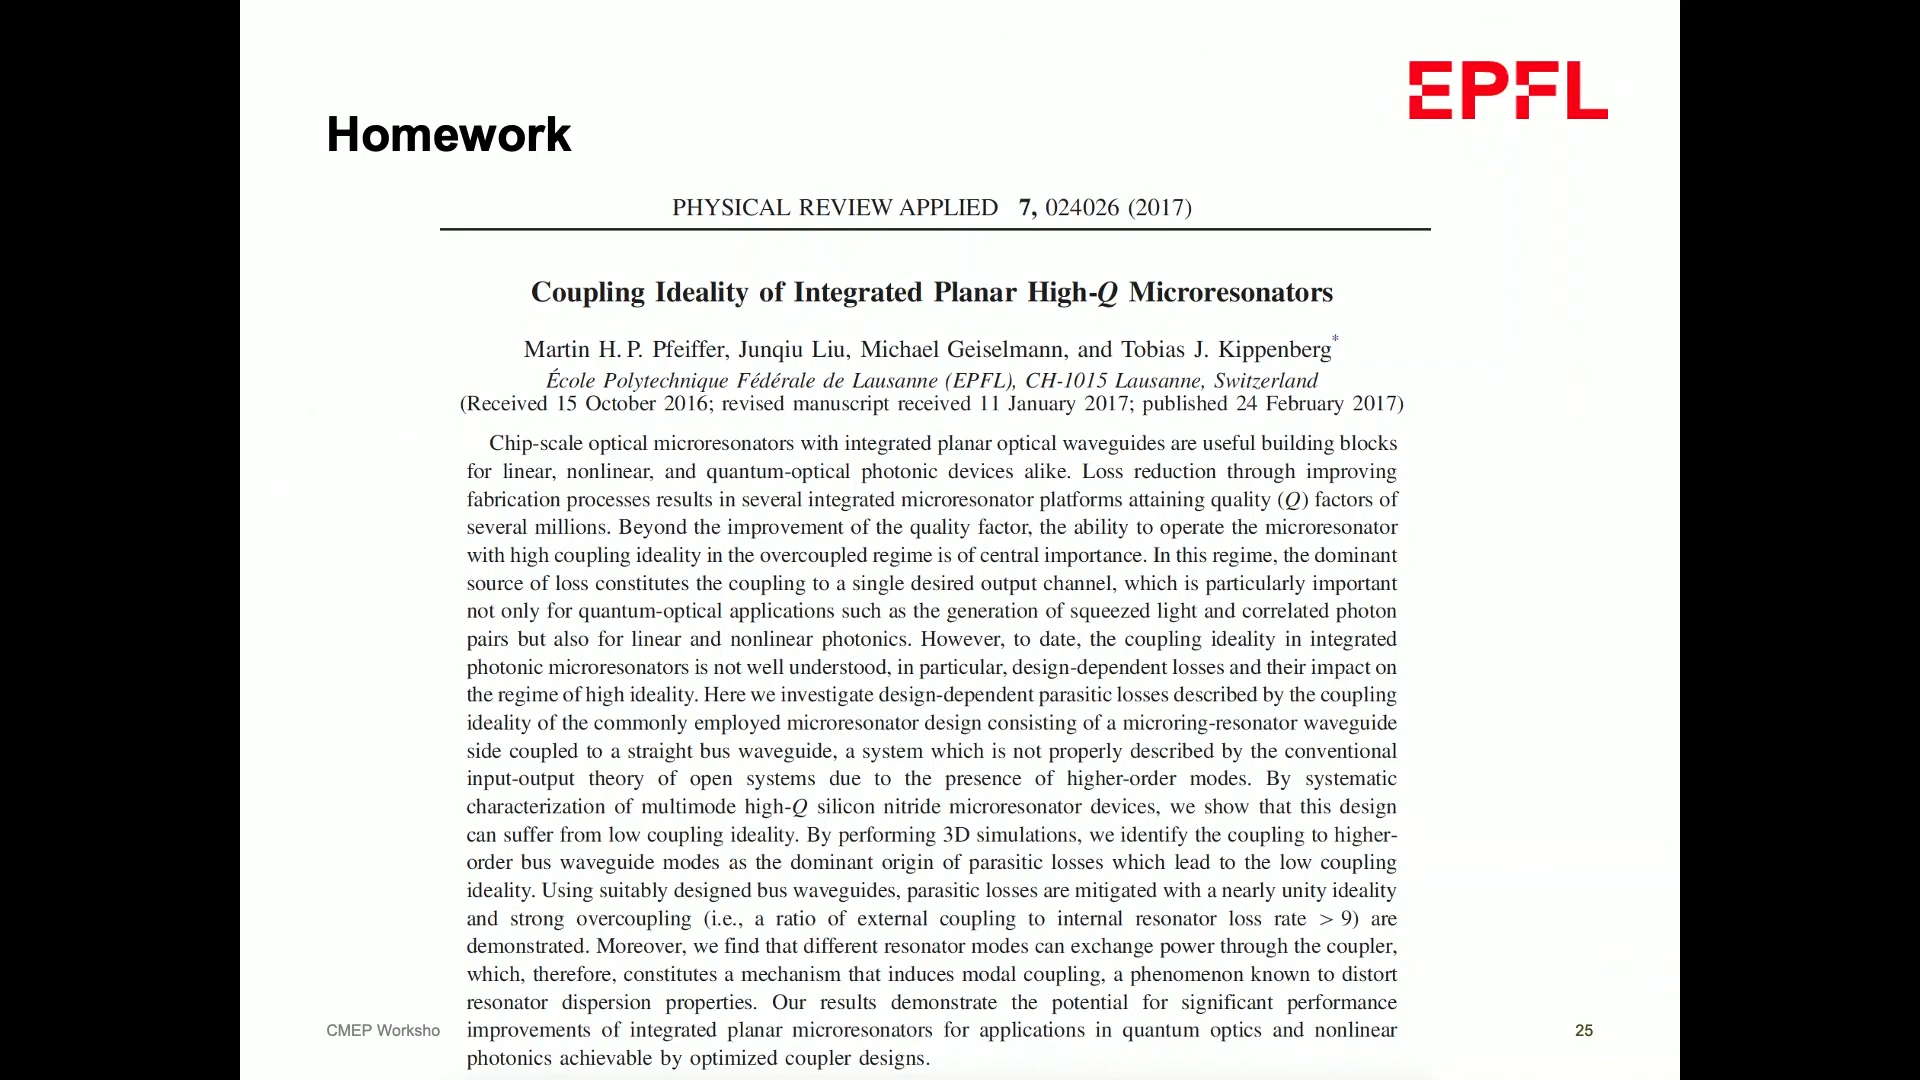 EPFL
Homework
PHYSICAL REVIEW APPLIED 7, 024026 (2017)
Coupling Ideality of Integrated Planar High-Q Microresonators
Martin H. P. Pfeiffer, Junqiu Liu, Michael Geiselmann, and Tobias J. Kippenberg*
École Polytechnique Fédérale de Lausanne (EPFL), CH-1015 Lausanne, Switzerland
(Received 15 October 2016; revised manuscript received 11 January 2017; published 24 February 2017)
Chip-scale optical microresonators with integrated planar optical waveguides are useful building blocks
for linear, nonlinear, and quantum-optical photonic devices alike. Loss reduction through improving
fabrication processes results in several integrated microresonator platforms attaining quality (Q) factors of
several millions. Beyond the improvement of the quality factor, the ability to operate the microresonator
with high coupling ideality in the overcoupled regime is of central importance. In this regime, the dominant
source of loss constitutes the coupling to a single desired output channel, which is particularly important
not only for quantum-optical applications such as the generation of squeezed light and correlated photon
pairs but also for linear and nonlinear photonics. However, to date, the coupling ideality in integrated
photonic microresonators is not well understood, in particular, design-dependent losses and their impact on
the regime of high ideality. Here we investigate design-dependent parasitic losses described by the coupling
ideality of the commonly employed microresonator design consisting of a microring-resonator waveguide
side coupled to a straight bus waveguide, a system which is not properly described by the conventional
input-output theory of open systems due to the presence of higher-order modes. By systematic
characterization of multimode high-Q silicon nitride microresonator devices, we show that this design
can suffer from low coupling ideality. By performing 3D simulations, we identify the coupling to higher-
order bus waveguide modes as the dominant origin of parasitic losses which lead to the low coupling
ideality. Using suitably designed bus waveguides, parasitic losses are mitigated with a nearly unity ideality
and strong overcoupling (i.e., a ratio of external coupling to internal resonator loss rate > 9) are
demonstrated. Moreover, we find that different resonator modes can exchange power through the coupler,
which, therefore, constitutes a mechanism that induces modal coupling, a phenomenon known to distort
resonator dispersion properties. Our results demonstrate the potential for significant performance
improvements of integrated planar microresonators for applications in quantum optics and nonlinear
photonics achievable by optimized coupler designs.
CMEP Worksho
25